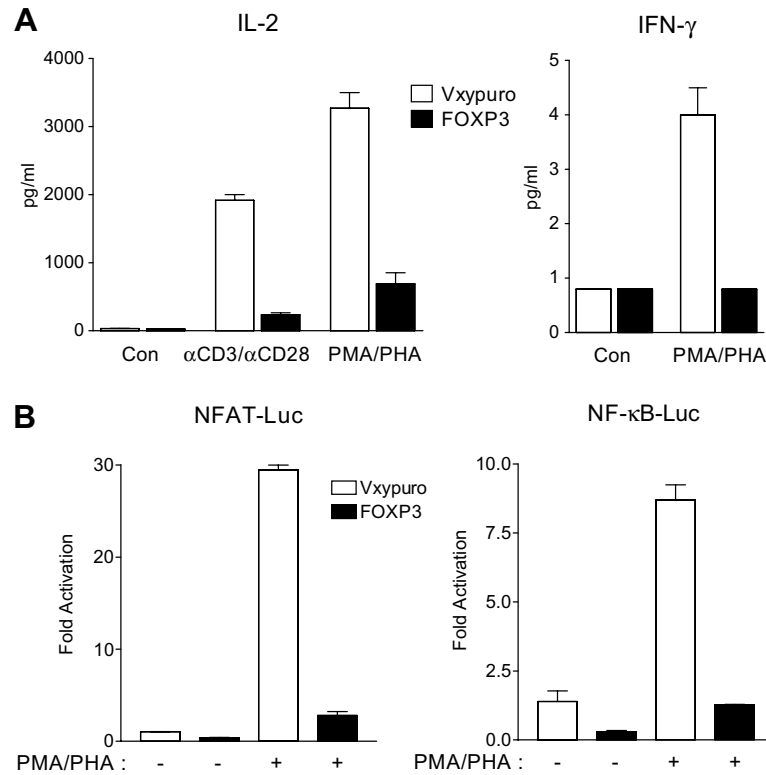 A
IL-2
IFN-γ
4000
3000
2000
1000
0
pg/ml
Vxypuro
FOXP3
Con αCD3/αCD28 PMA/PHA
5
4
3
2
1
0
pg/ml
Con PMA/PHA
B
NFAT-Luc
NF-κB-Luc
30
20
10
0
Fold Activation
Vxypuro
FOXP3
PMA/PHA : - - + +
10.0
7.5
5.0
2.5
0.0
Fold Activation
PMA/PHA : - - + +